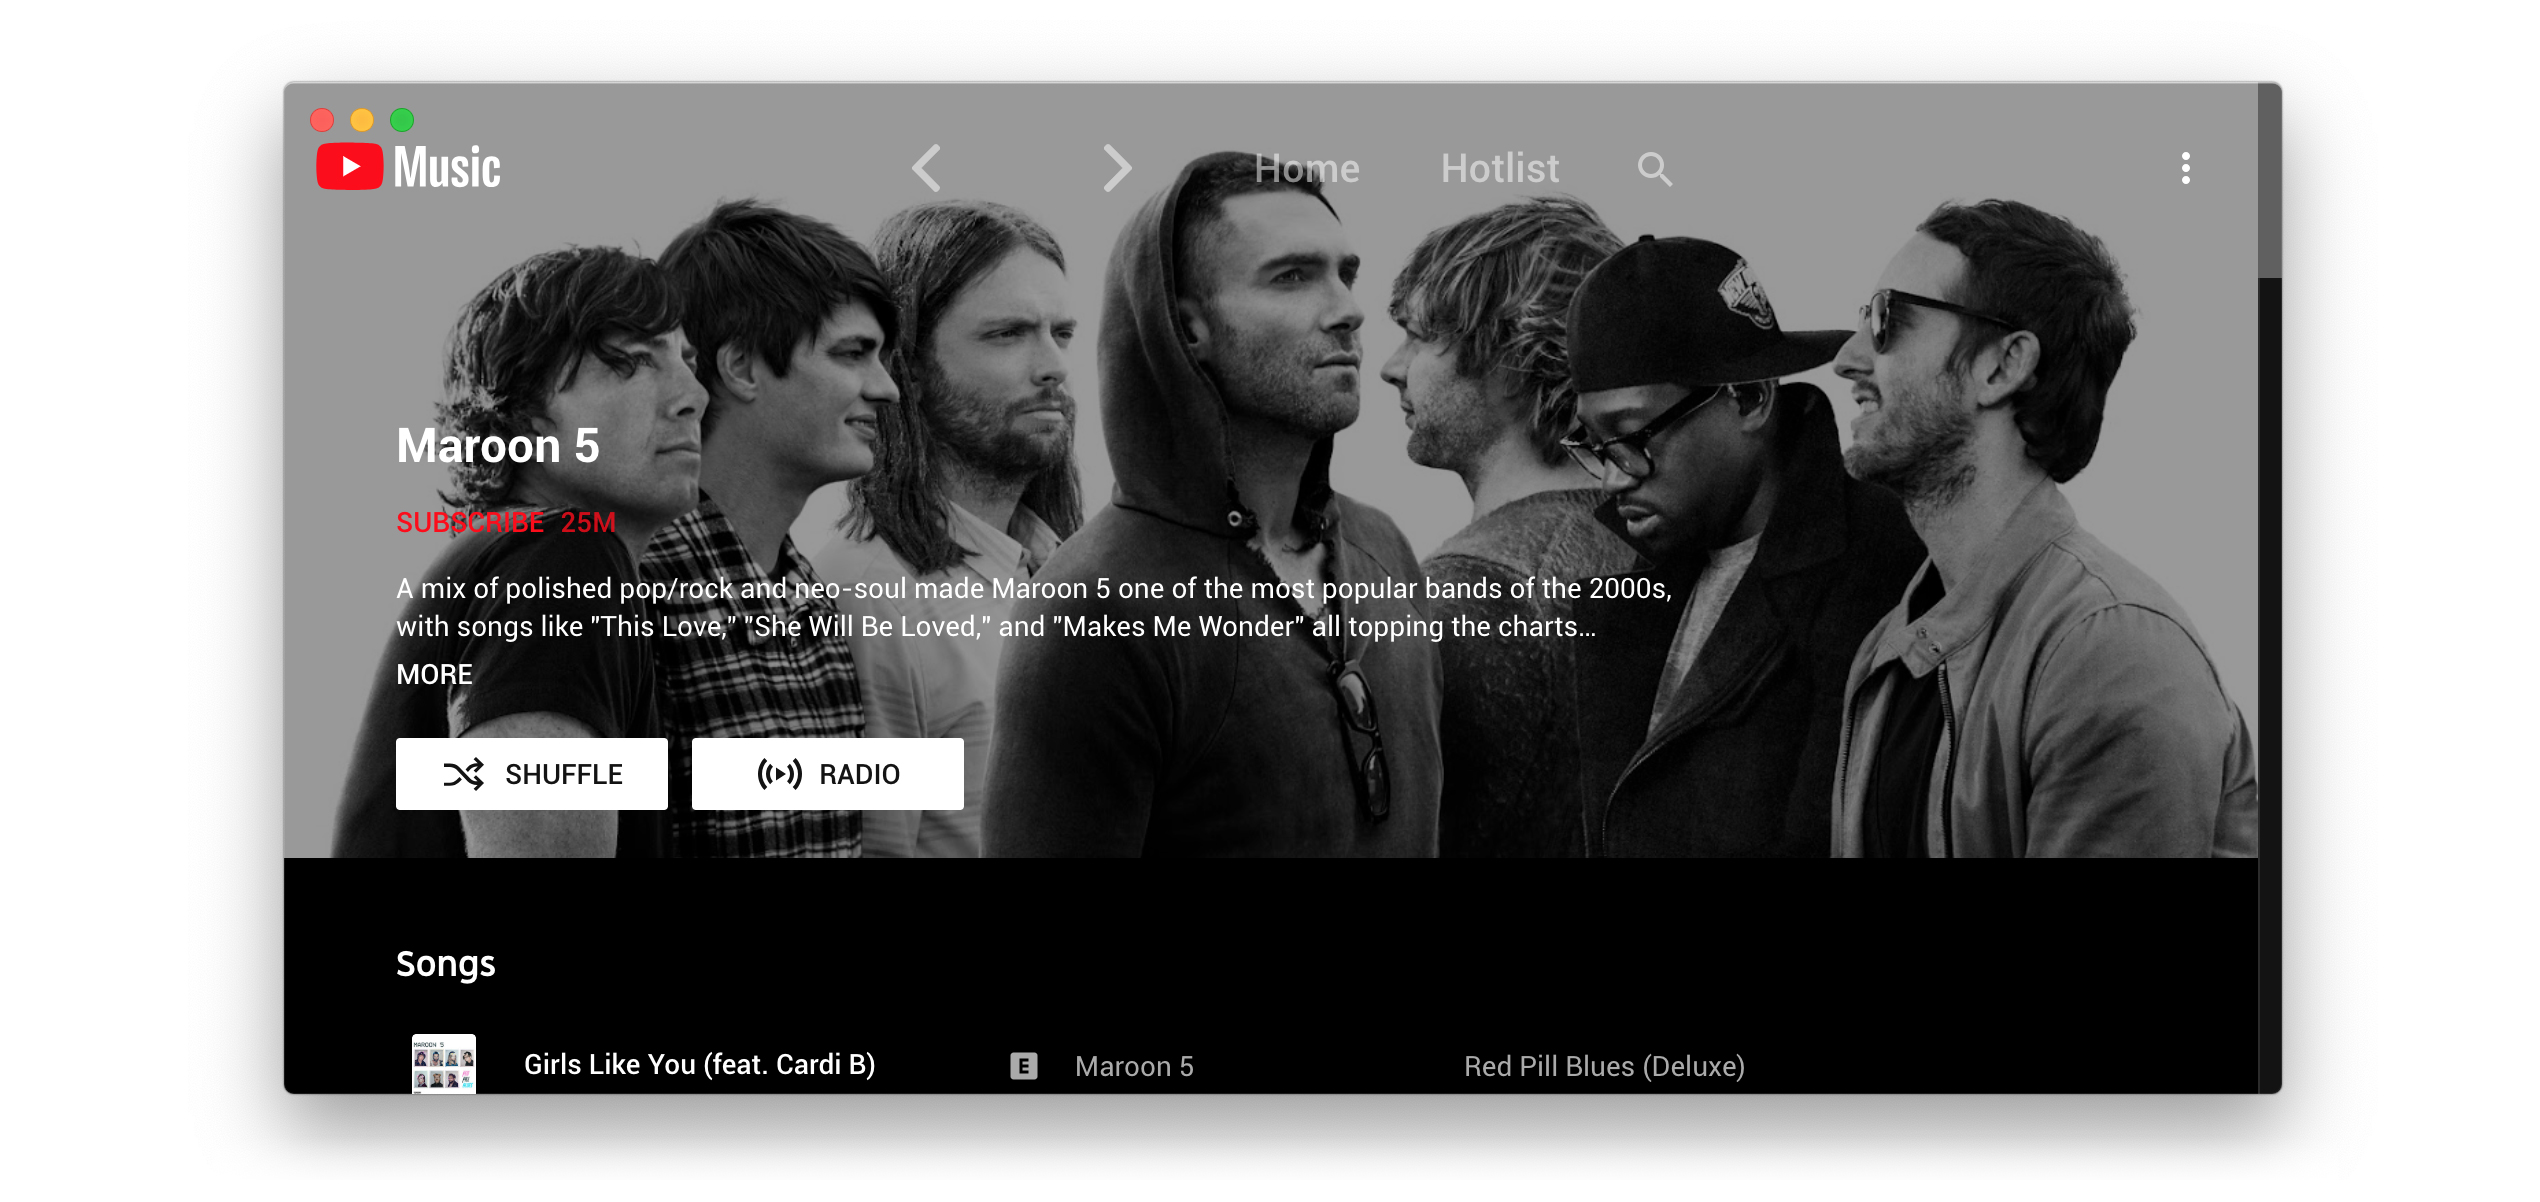 Music
Home
Hotlist
Maroon 5
SUBSCRIBE 25M
A mix of polished pop/rock and neo-soul made Maroon 5 one of the most popular bands of the 2000s,
with songs like "This Love," "She Will Be Loved," and "Makes Me Wonder" all topping the charts...
MORE
SHUFFLE
RADIO
Songs
MAROON 5
Girls Like You (feat. Cardi B)
E
Maroon 5
Red Pill Blues (Deluxe)